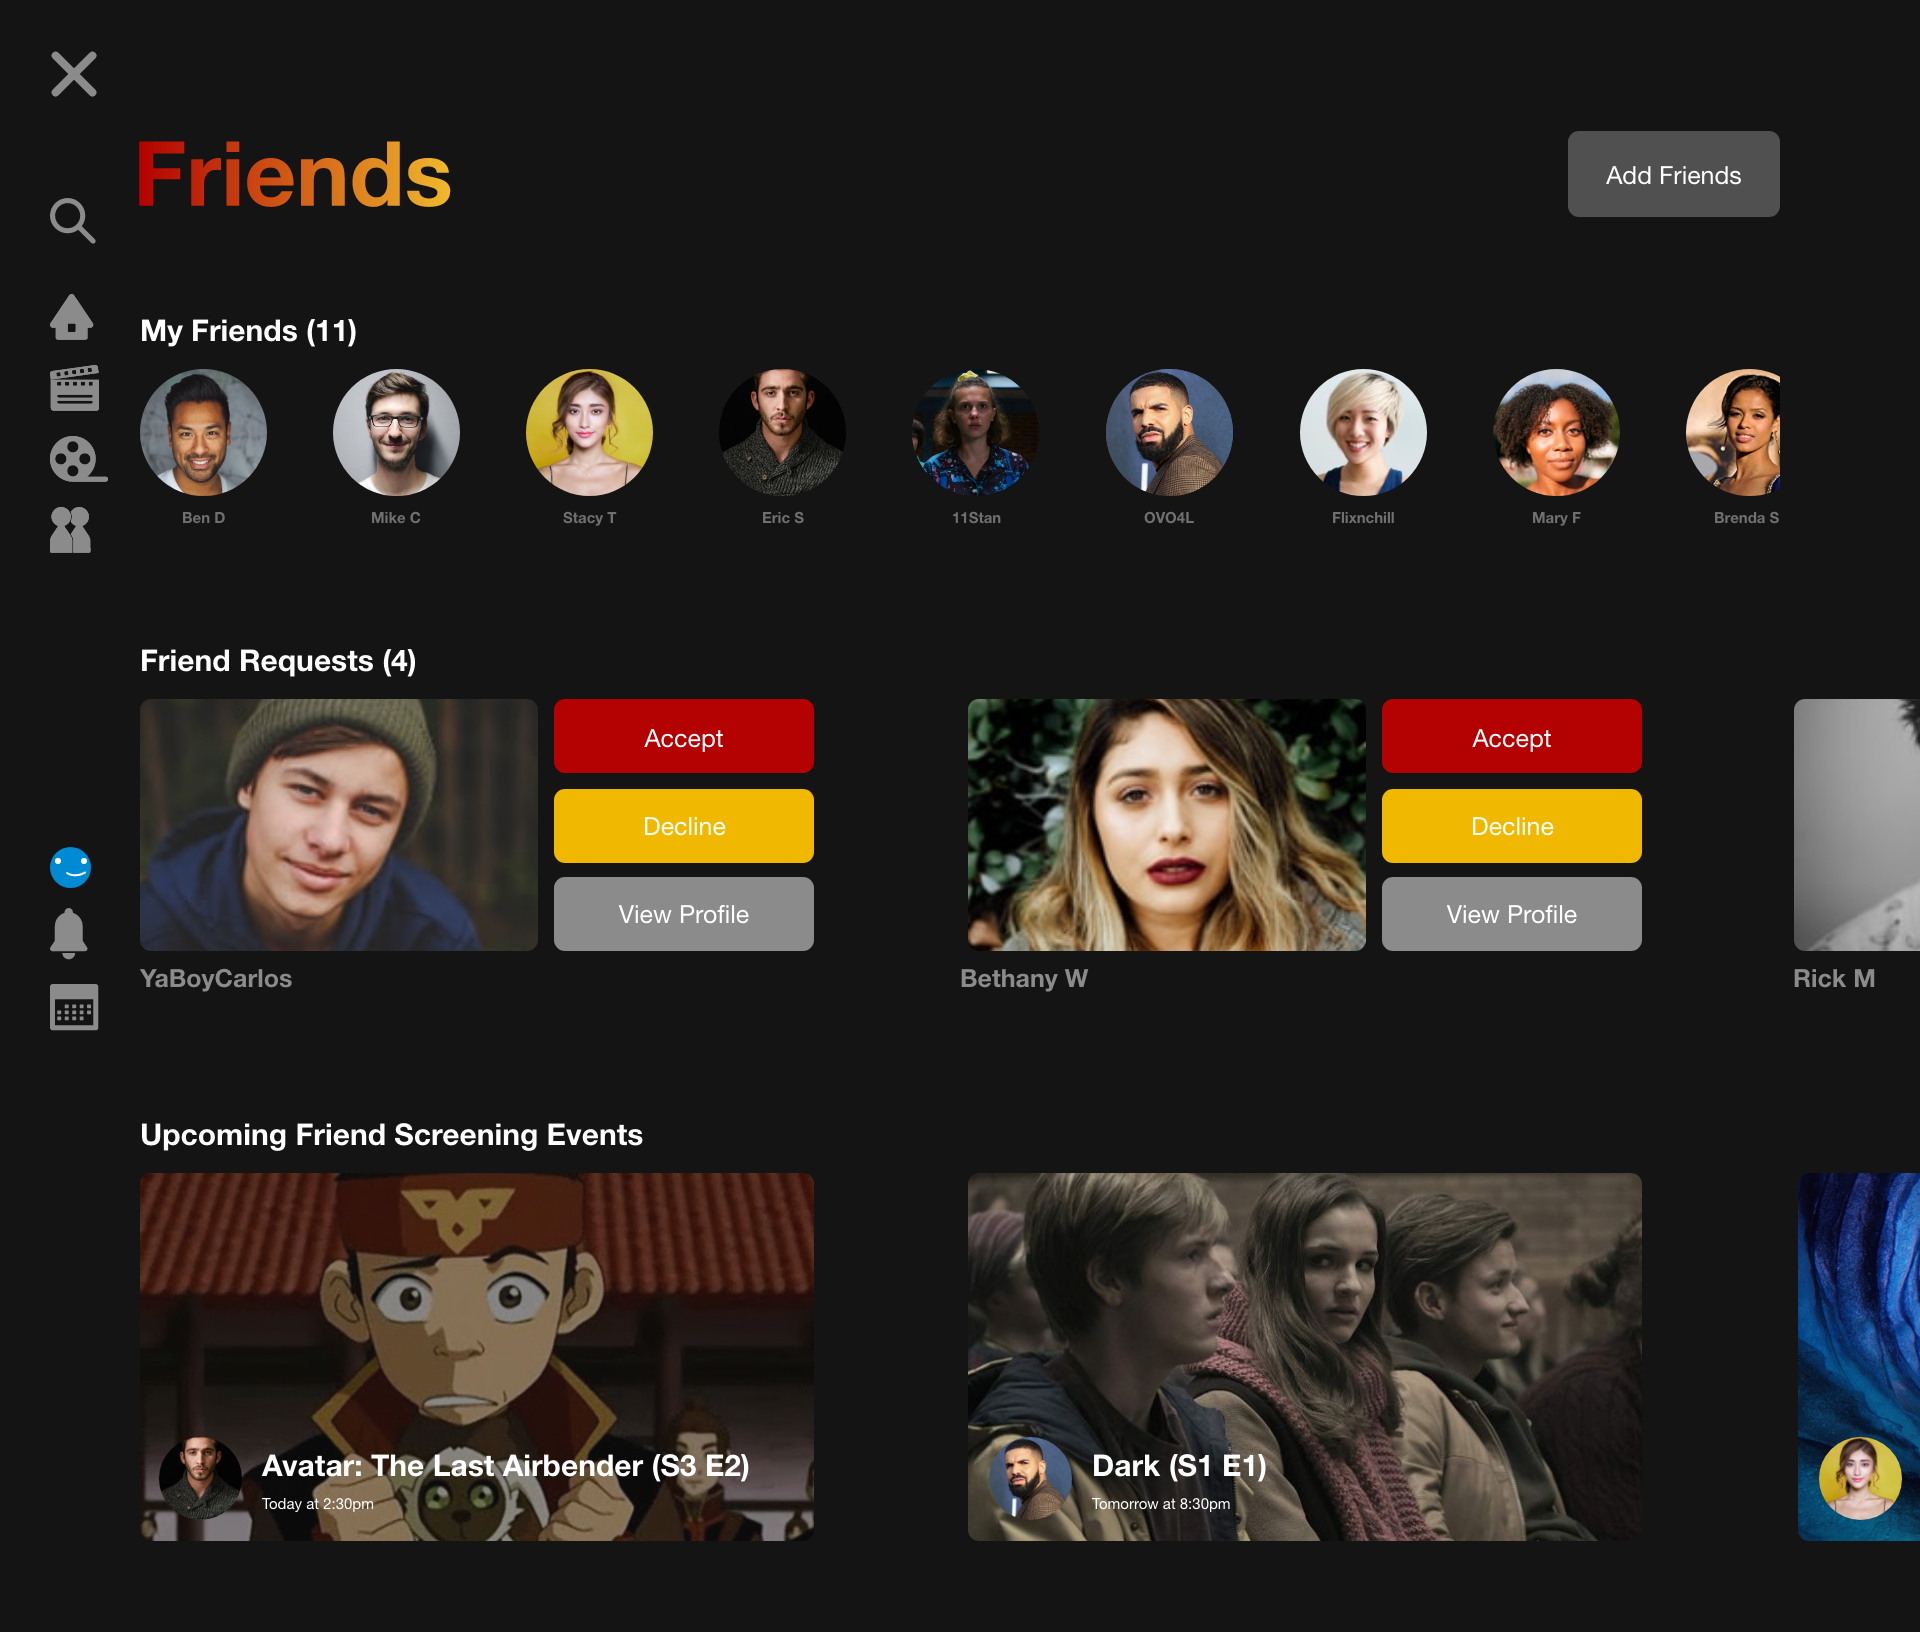 Friends
Add Friends
My Friends (11)
Ben D
Mike C
Stacy T
Eric S
11Stan
OVO4L
Flixnchill
Mary F
Brenda S
Friend Requests (4)
Accept
Decline
View Profile
YaBoyCarlos
Accept
Decline
View Profile
Bethany W
Rick M
Upcoming Friend Screening Events
Avatar: The Last Airbender (S3 E2)
Today at 2:30pm
Dark (S1 E1)
Tomorrow at 8:30pm